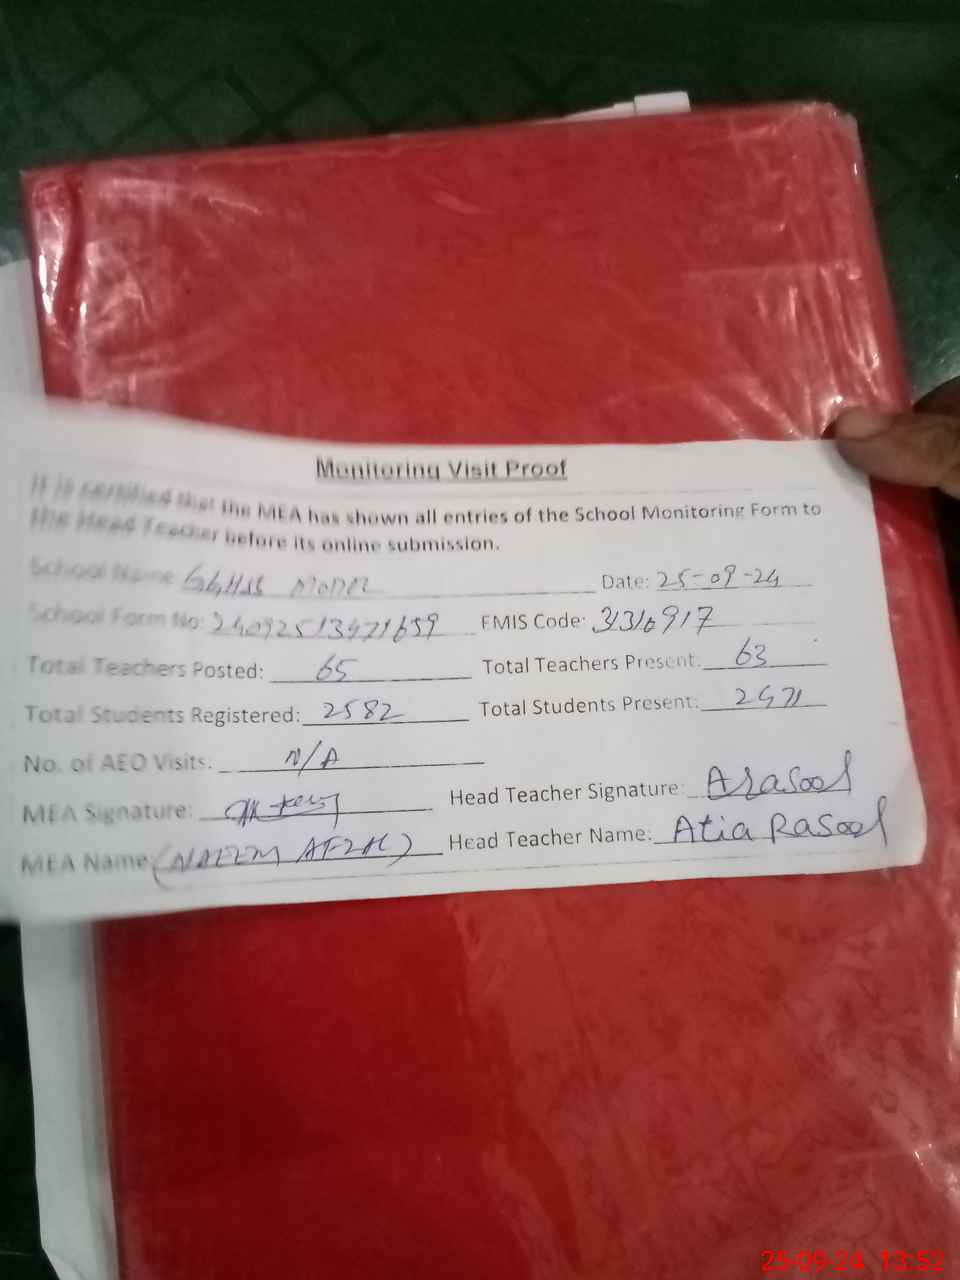 Monitoring Visit Proof
It is certified that the MEA has shown all entries of the School Monitoring Form to
the Head Teacher before its online submission.
School Name GGHSS MODEL Date: 25-09-24
School Form No: EMIS Code:
Total Teachers Posted: 65 Total Teachers Present: 63
Total Students Registered: 2582 Total Students Present: 2471
No. of AEO Visits: N/A
MEA Signature: Head Teacher Signature: ARasool
MEA Name (NAEEM AFZAL) Head Teacher Name: Atia Rasool
25-09-24 13:52